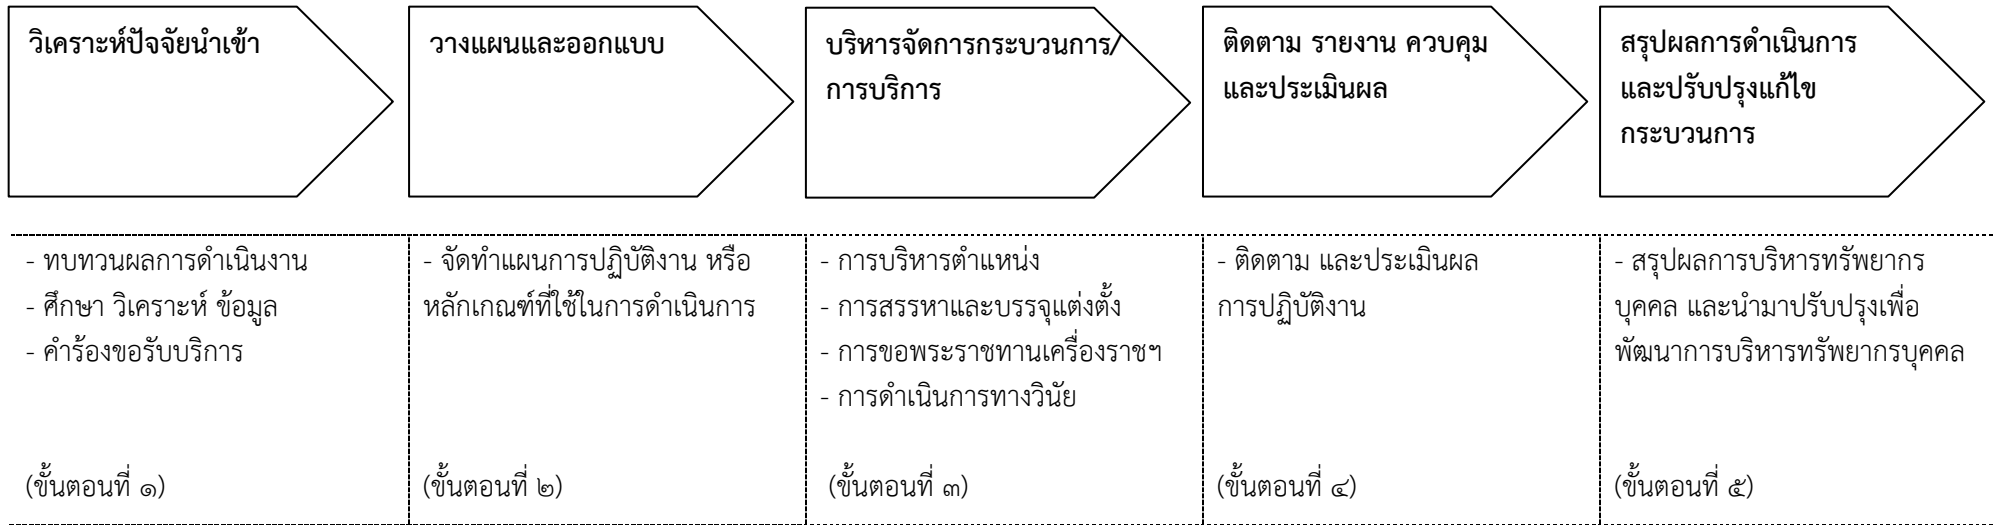 วิเคราะห์ปัจจัยนำเข้า
วางแผนและออกแบบ
บริหารจัดการกระบวนการ/
การบริการ
ติดตาม รายงาน ควบคุม
และประเมินผล
สรุปผลการดำเนินการ
และปรับปรุงแก้ไข
กระบวนการ
- ทบทวนผลการดำเนินงาน
- ศึกษา วิเคราะห์ ข้อมูล
- คำร้องขอรับบริการ
(ขั้นตอนที่ ๑)
- จัดทำแผนการปฏิบัติงาน หรือ
หลักเกณฑ์ที่ใช้ในการดำเนินการ
(ขั้นตอนที่ ๒)
- การบริหารตำแหน่ง
- การสรรหาและบรรจุแต่งตั้ง
- การขอพระราชทานเครื่องราชฯ
- การดำเนินการทางวินัย
(ขั้นตอนที่ ๓)
- ติดตาม และประเมินผล
การปฏิบัติงาน
(ขั้นตอนที่ ๔)
- สรุปผลการบริหารทรัพยากร
บุคคล และนำมาปรับปรุงเพื่อ
พัฒนาการบริหารทรัพยากรบุคคล
(ขั้นตอนที่ ๕)